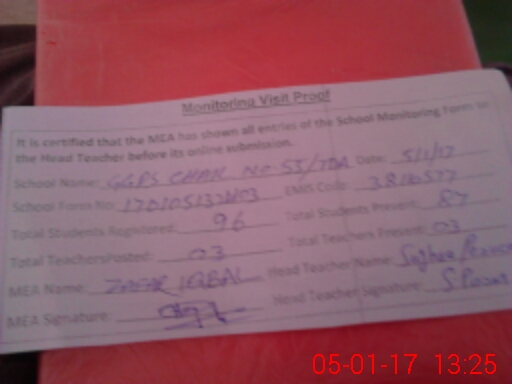 Monitoring Visit Proof
It is certified that the MEA has shown all entries of the School Monitoring Form to
the Head Teacher before its online submission.
School Name: GGPS CHAK NO 55/ Date: 5/1/17
School Form No: EMIS Code:
Total Students Registered: 96 Total Students Present: 87
Total Teachers Posted: 03 Total Teachers Present: 03
MEA Name: ZAFAR IQBAL Head Teacher Name:
MEA Signature: Head Teacher Signature:
05-01-17 13:25